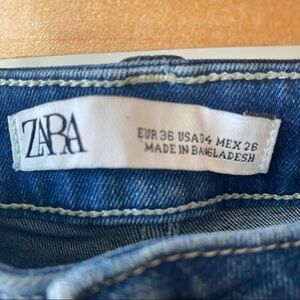 ZARA
EUR 36 USA 04 MEX 26
MADE IN BANGLADESH